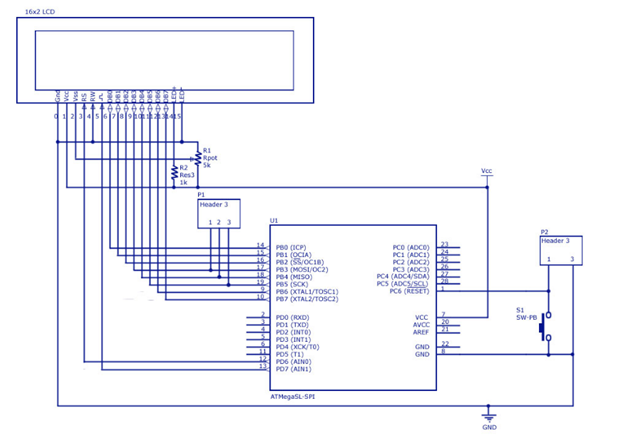 16x2 LCD
Gnd Vcc Vss RS RW DB0 DB1 DB2 DB3 DB4 DB5 DB6 DB7 LED+ LED-
0 1 2 3 4 5 6 7 8 9 10 11 12 13 14 15
R1
Rpot
5k
R2
Res3
1k
Vcc
P1
Header 3
1 2 3
P2
Header 3
1 3
U1
14 PB0 (ICP)
15 PB1 (OCIA)
16 PB2 (SS/OC1B)
17 PB3 (MOSI/OC2)
18 PB4 (MISO)
19 PB5 (SCK)
9 PB6 (XTAL1/TOSC1)
10 PB7 (XTAL2/TOSC2)
2 PD0 (RXD)
3 PD1 (TXD)
4 PD2 (INT0)
5 PD3 (INT1)
6 PD4 (XCK/T0)
11 PD5 (T1)
12 PD6 (AIN0)
13 PD7 (AIN1)
PC0 (ADC0) 23
PC1 (ADC1) 24
PC2 (ADC2) 25
PC3 (ADC3) 26
PC4 (ADC4/SDA) 27
PC5 (ADC5/SCL) 28
PC6 (RESET) 1
VCC 7
AVCC 20
AREF 21
GND 22
GND 8
S1
SW-PB
ATMegaSL-SPI
GND